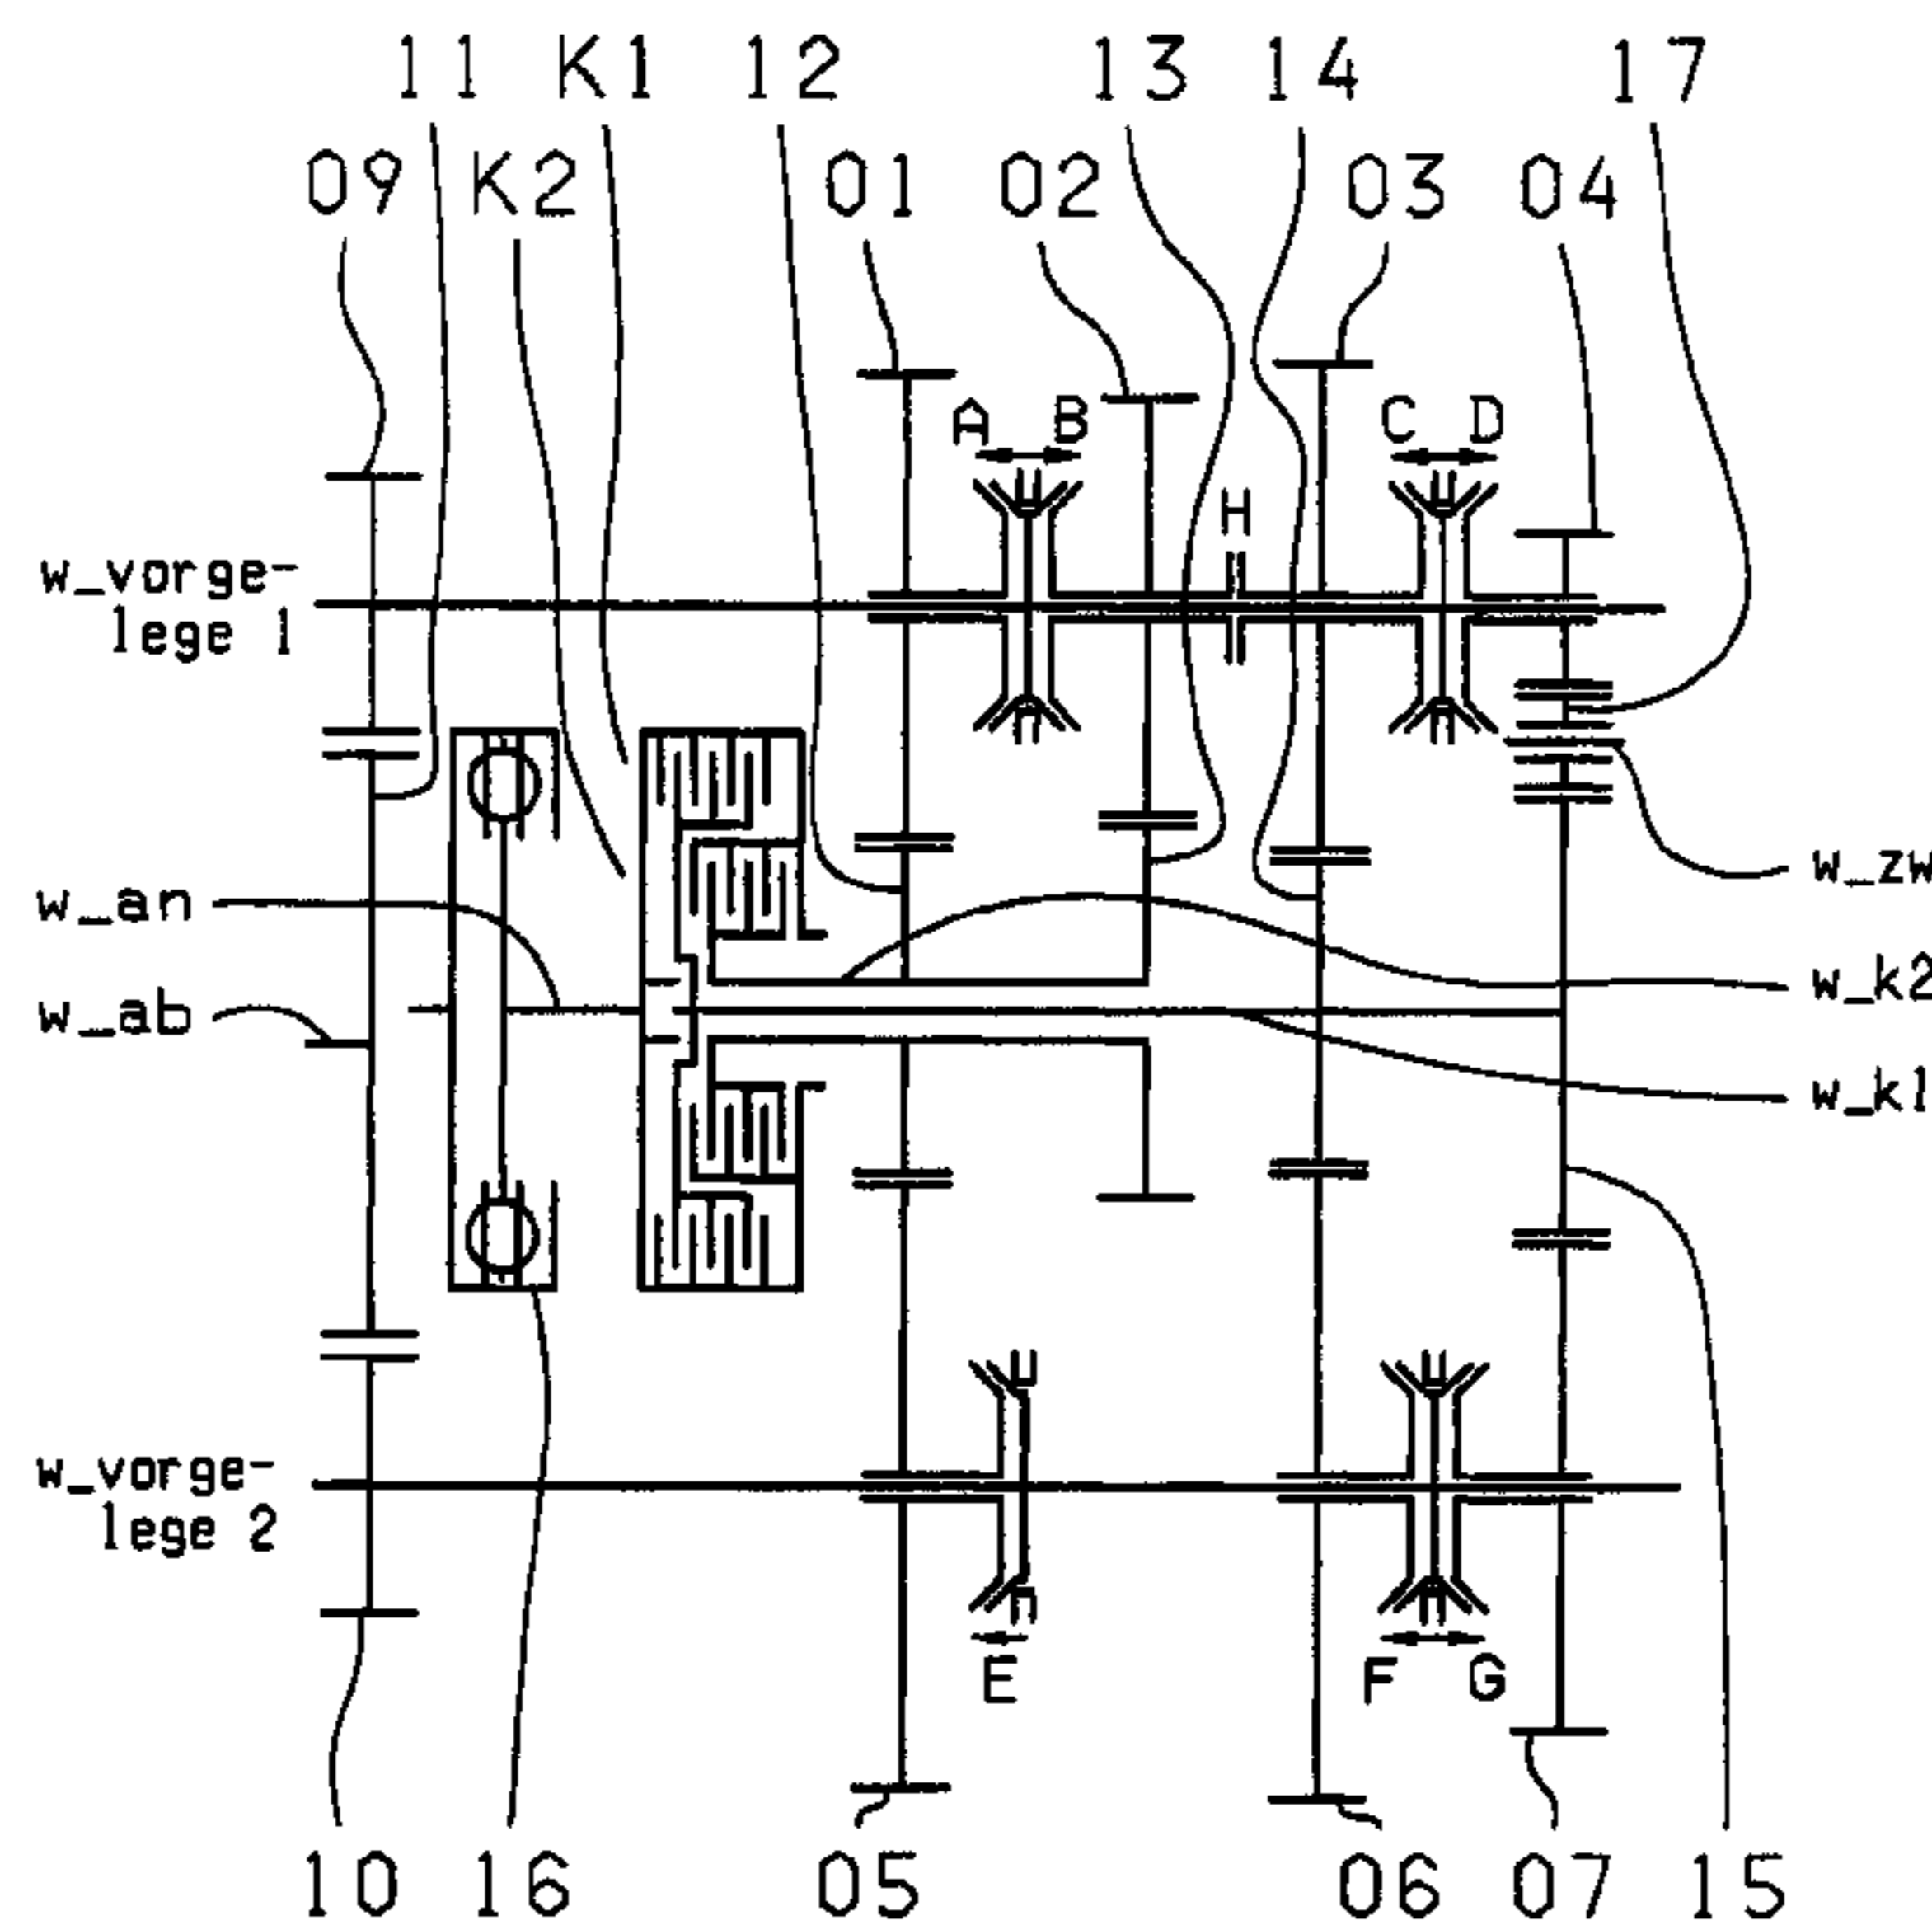 11 K1 12 13 14 17
09 K2 01 02 03 04
A B C D
H
w_vorge-
lege 1
w_zw
w_an
w_k2
w_ab
w_k1
w_vorge-
lege 2
E F G
10 16 05 06 07 15